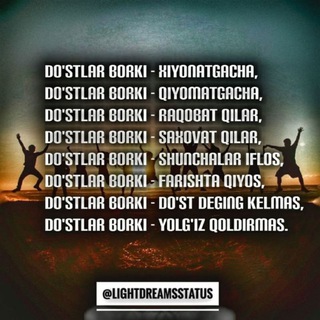 DO'STLAR BORKI - XIYONATGACHA,
DO'STLAR BORKI - QIYOMATGACHA,
DO'STLAR BORKI - RAQOBAT QILAR,
DO'STLAR BORKI - SAXOVAT QILAR,
DO'STLAR BORKI - SHUNCHALAR IFLOS,
DO'STLAR BORKI - FARISHTA QIYOS,
DO'STLAR BORKI - DO'ST DEGING KELMAS,
DO'STLAR BORKI - YOLG'IZ QOLDIRMAS.
@LIGHTDREAMSSTATUS